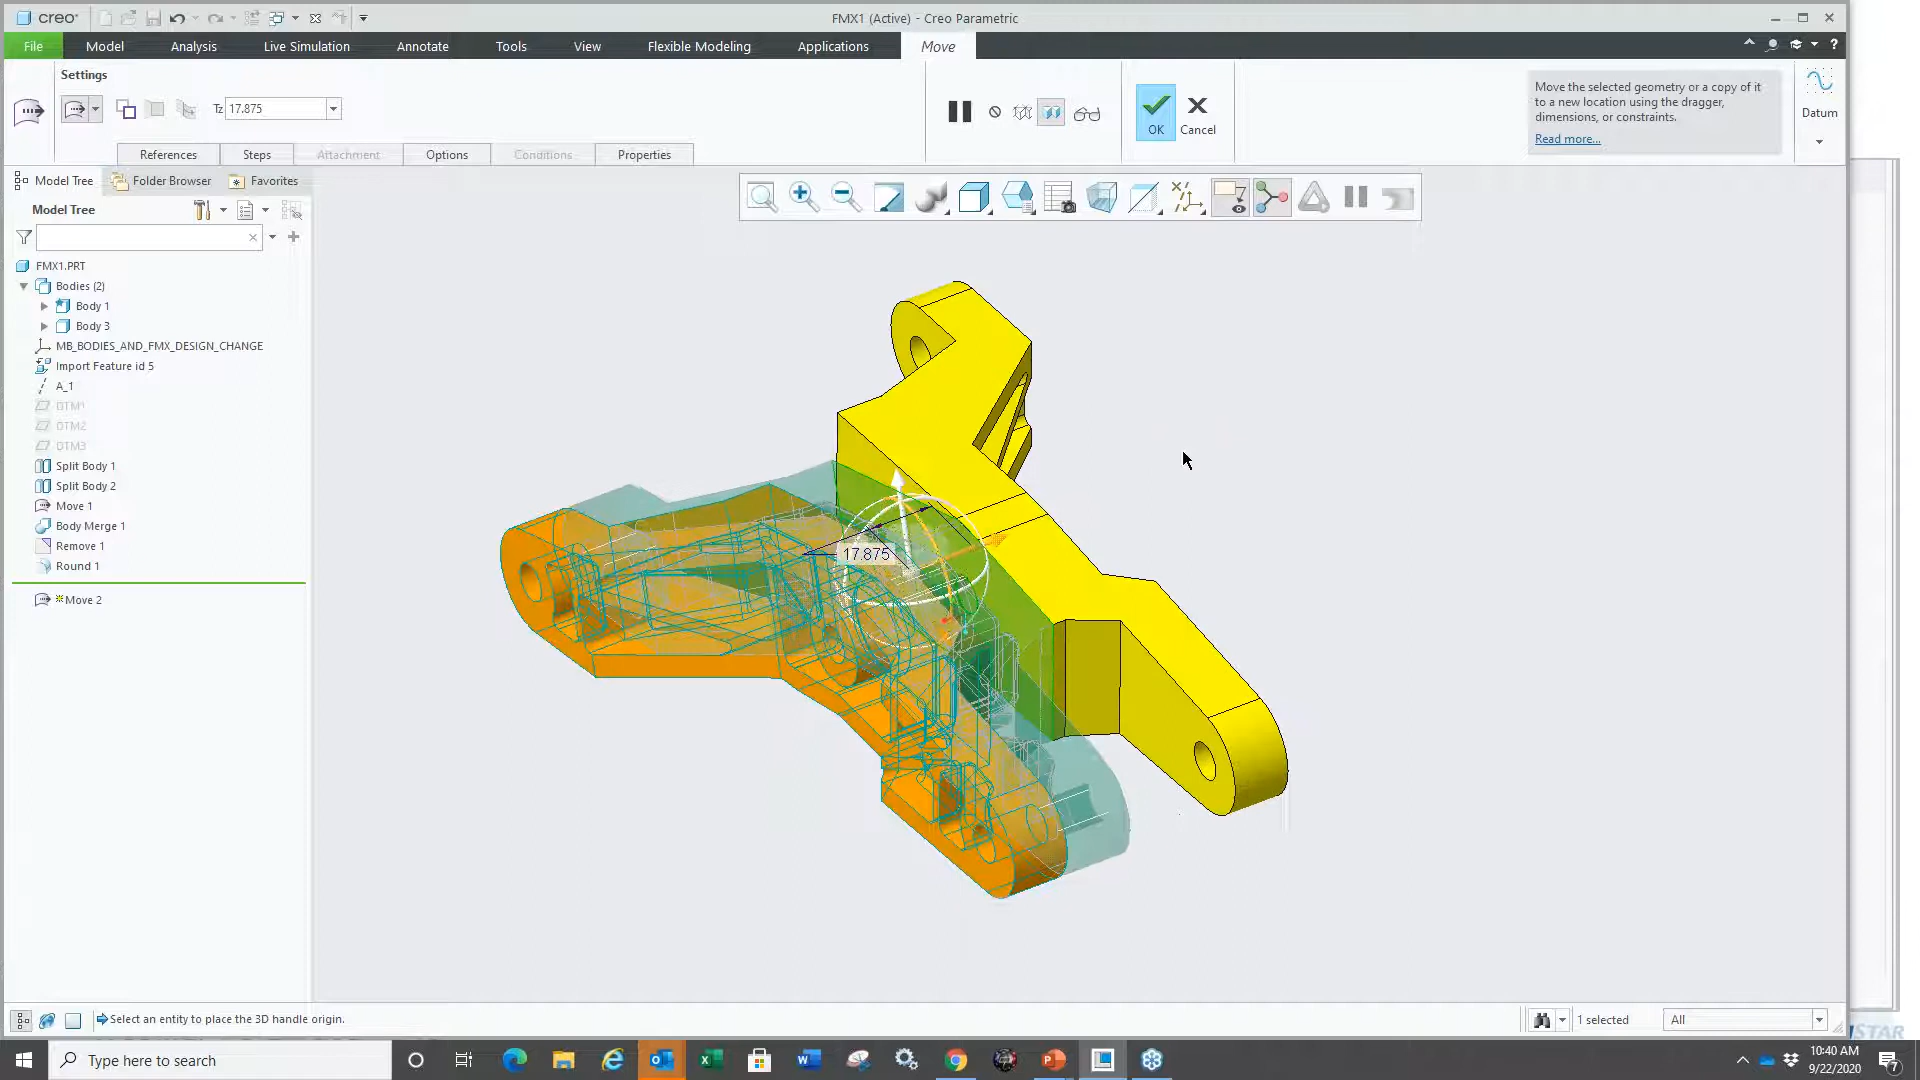 creo
FMX1 (Active) - Creo Parametric
File
Model
Analysis
Live Simulation
Annotate
Tools
View
Flexible Modeling
Applications
Move
?
Settings
Tz
17.875
OK
Cancel
Move the selected geometry or a copy of it
to a new location using the dragger,
dimensions, or constraints.
Read more...
Datum
References
Steps
Attachment
Options
Conditions
Properties
Model Tree
Folder Browser
Favorites
Model Tree
FMX1.PRT
Bodies (2)
Body 1
Body 3
MB_BODIES_AND_FMX_DESIGN_CHANGE
Import Feature id 5
A_1
DTM1
DTM2
DTM3
Split Body 1
Split Body 2
Move 1
Body Merge 1
Remove 1
Round 1
Move 2
17.875
Select an entity to place the 3D handle origin.
1 selected
All
STAR
Type here to search
10:40 AM
9/22/2020
7